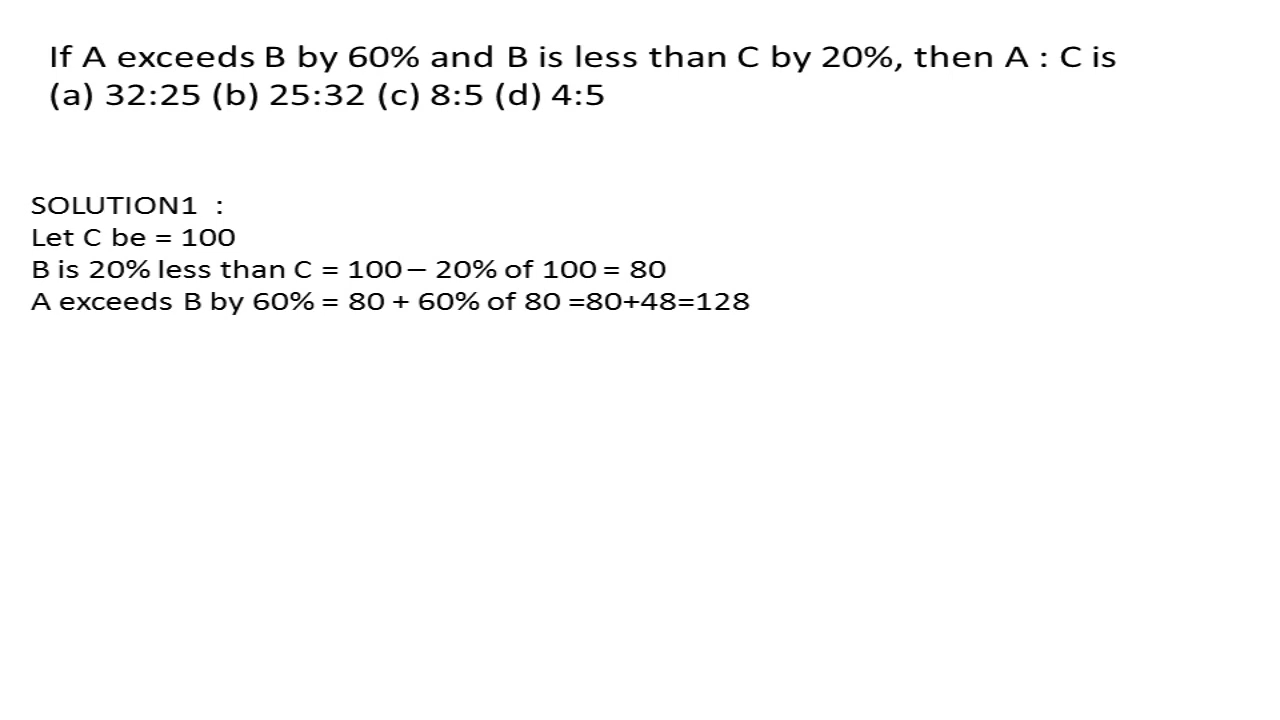 If A exceeds B by 60% and B is less than C by 20%, then A : C is
(a) 32:25 (b) 25:32 (c) 8:5 (d) 4:5
SOLUTION1 :
Let C be = 100
B is 20% less than C = 100 – 20% of 100 = 80
A exceeds B by 60% = 80 + 60% of 80 =80+48=128